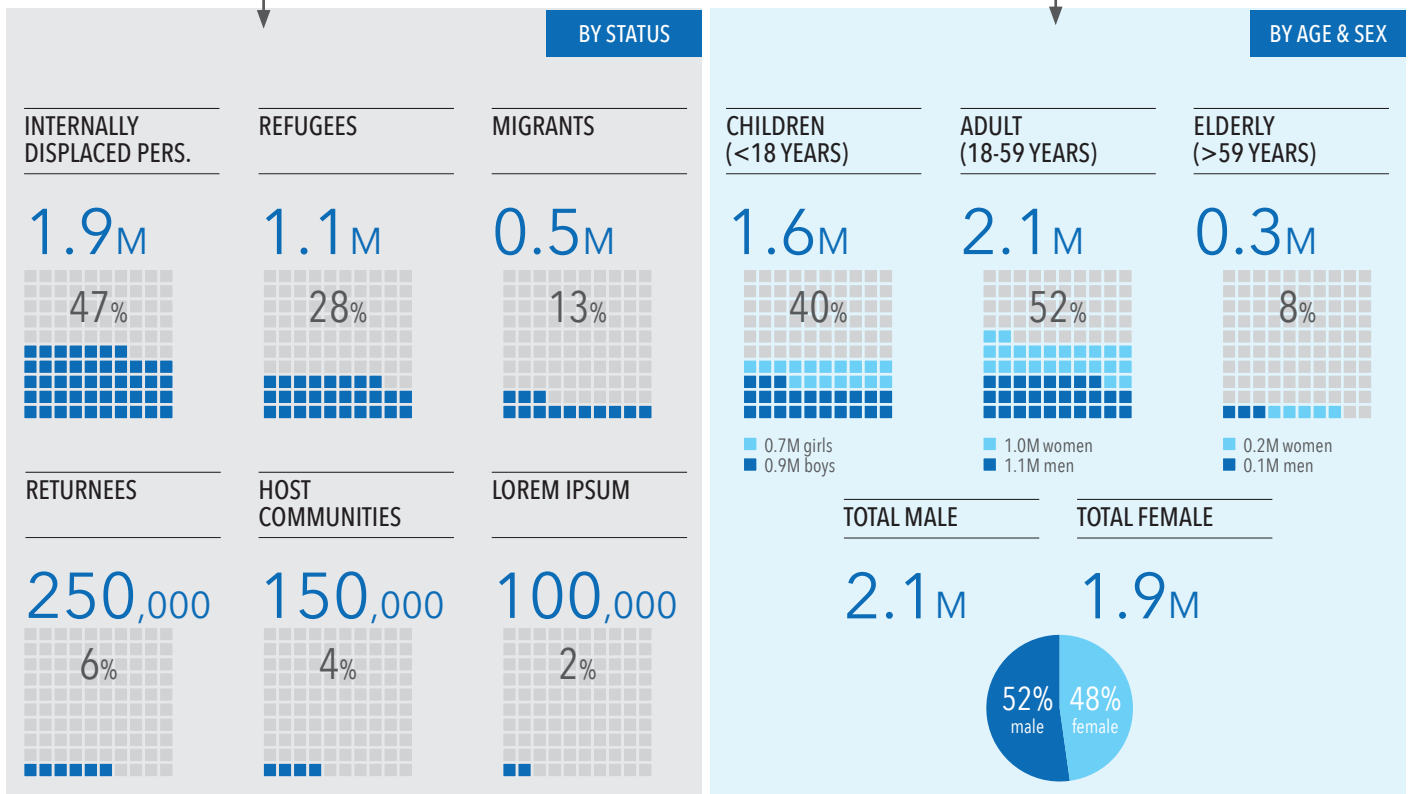 BY STATUS
INTERNALLY
DISPLACED PERS.
REFUGEES
MIGRANTS
1.9M
1.1M
0.5M
47%
28%
13%
RETURNEES
HOST
COMMUNITIES
LOREM IPSUM
250,000
150,000
100,000
6%
4%
2%
BY AGE & SEX
CHILDREN
(<18 YEARS)
ADULT
(18-59 YEARS)
ELDERLY
(>59 YEARS)
1.6M
2.1M
0.3M
40%
52%
8%
0.7M girls
0.9M boys
1.0M women
1.1M men
0.2M women
0.1M men
TOTAL MALE
TOTAL FEMALE
2.1M
1.9M
52%
male
48%
female